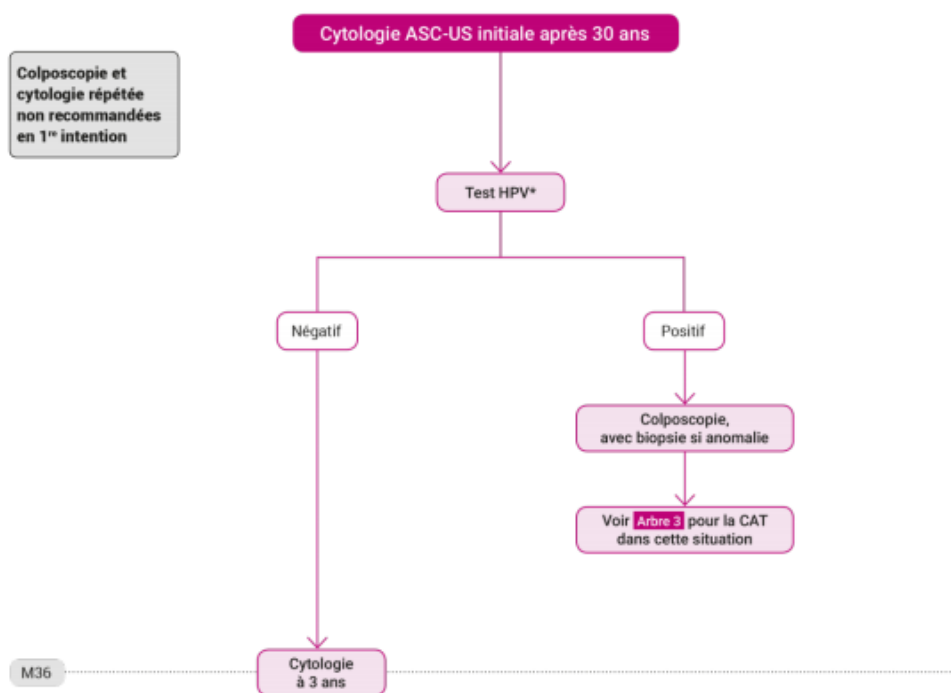 Cytologie ASC-US initiale après 30 ans
Colposcopie et
cytologie répétée
non recommandées
en 1re intention
Test HPV*
Négatif
Positif
Colposcopie,
avec biopsie si anomalie
Voir Arbre 3 pour la CAT
dans cette situation
M36
Cytologie
à 3 ans